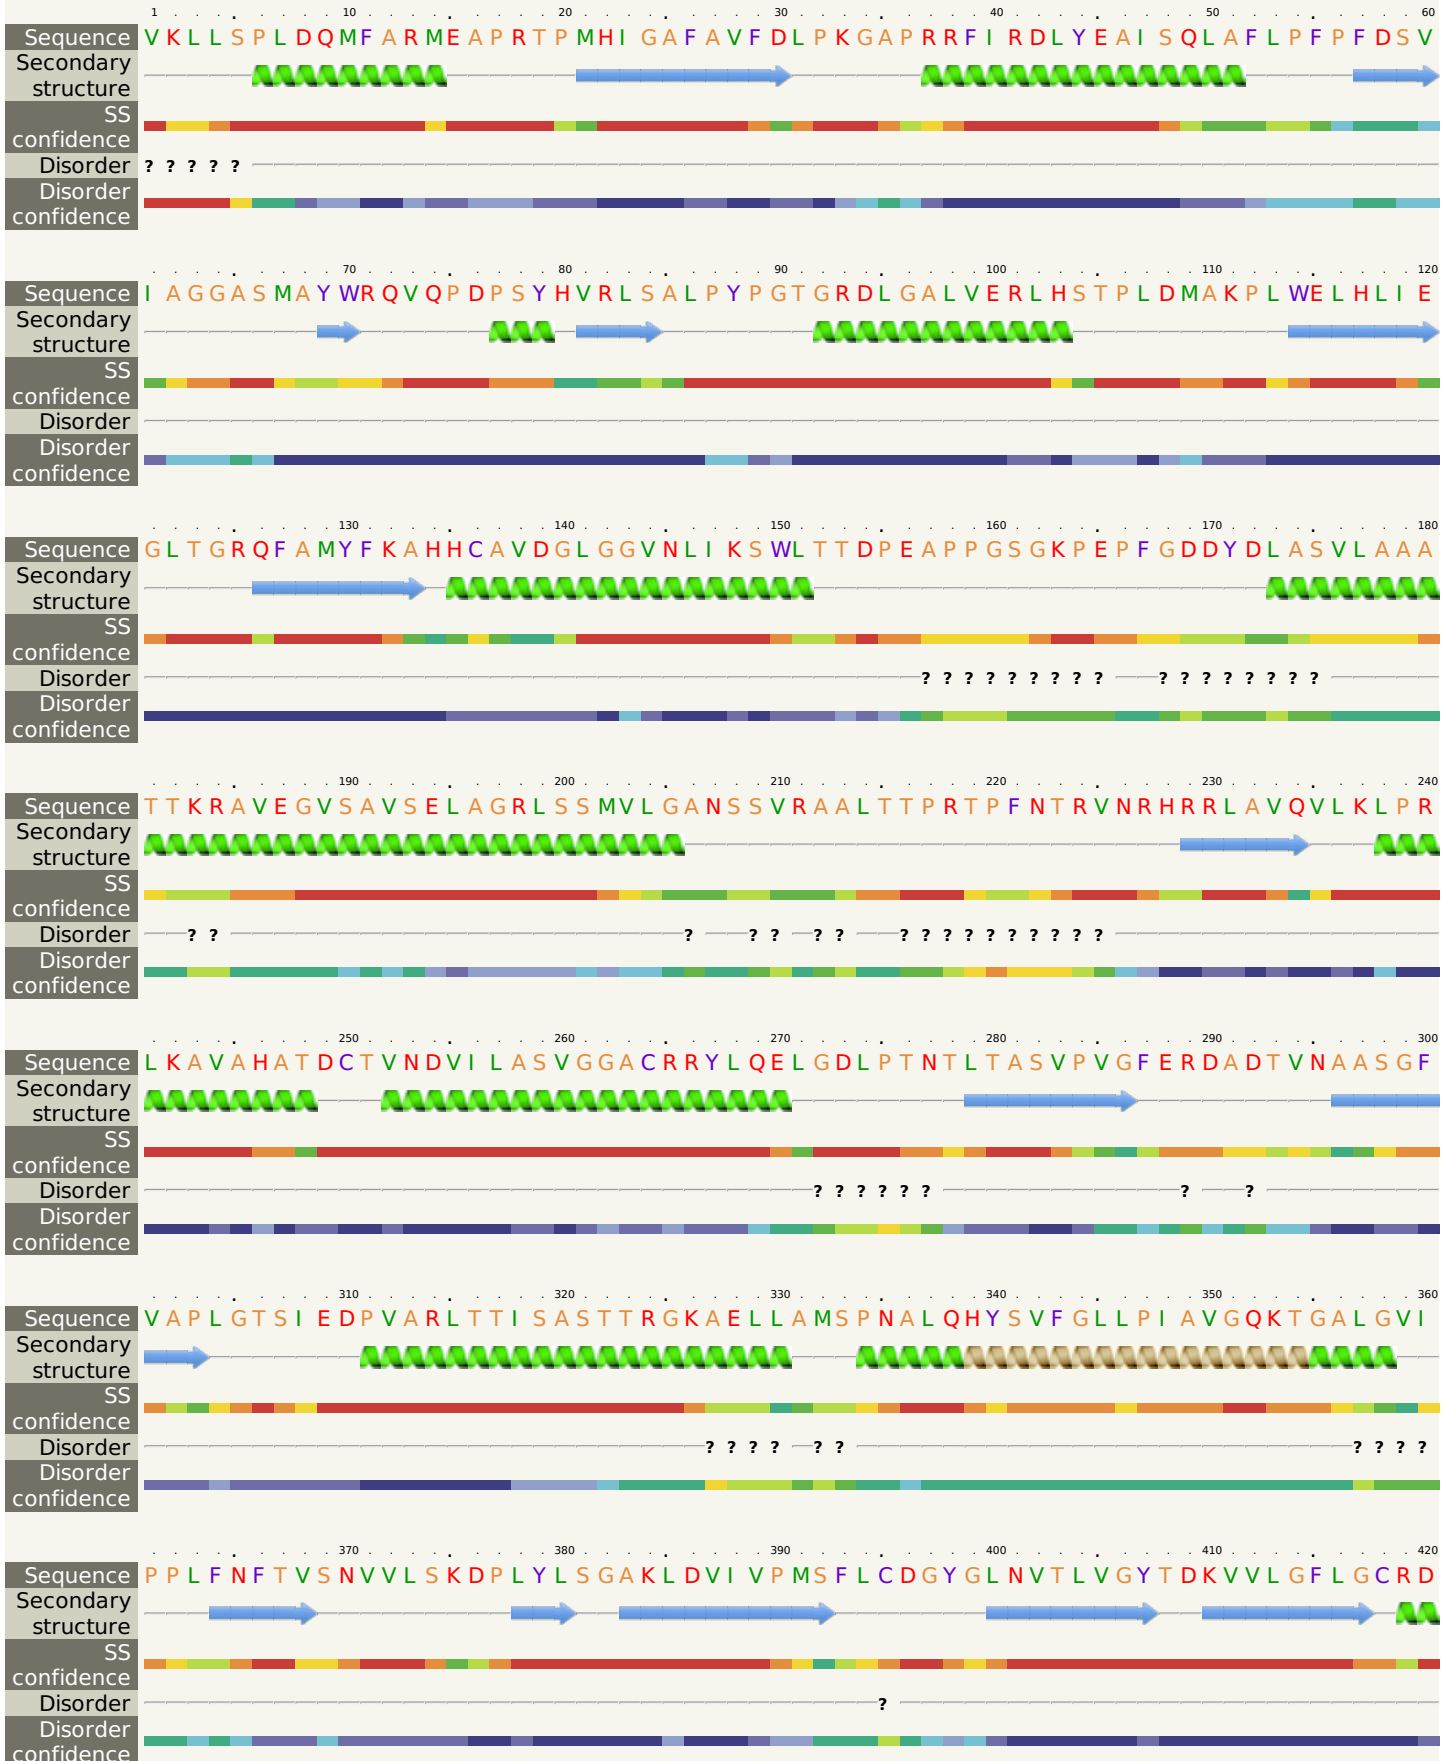 1 10 20 30 40 50 60
Sequence VKLLSPLDQMFARMEAPRTPMHIGAFAVFDLPKGAPRRFIRDLYEAISQLAFLPFPFDSV
Secondary
structure
SS
confidence
Disorder ? ? ? ? ?
Disorder
confidence
70 80 90 100 110 120
Sequence IAGGASMAYWRQVQPDPSYHVRLSALPYPGTGRDLGALVERLHSTPLDMAKPLWELHLIE
Secondary
structure
SS
confidence
Disorder
Disorder
confidence
130 140 150 160 170 180
Sequence GLTGRQFAMYFKAHHCAVDGLGGVNLIKSWLTTDPEAPPGSGKPEPFGDDYDLASVLAAA
Secondary
structure
SS
confidence
Disorder ? ? ? ? ? ? ? ? ? ? ? ? ? ? ? ? ?
Disorder
confidence
190 200 210 220 230 240
Sequence TTKRAVEGVSAVSELAGRLSSMVLGANSSVRAALTTPRTPFNTRVNRHRRLAVQVLKLPR
Secondary
structure
SS
confidence
Disorder ? ? ? ? ? ? ? ? ? ? ? ? ? ? ? ? ?
Disorder
confidence
250 260 270 280 290 300
Sequence LKAVAHATDCTVNDVILASVGGACRRYLQELGDLPTNTLTASVPVGFERDADTVNAASGF
Secondary
structure
SS
confidence
Disorder ? ? ? ? ? ? ? ?
Disorder
confidence
310 320 330 340 350 360
Sequence VAPLGTSIEDPVARLTTISASTTRGKAELLAMSPNALQHYSVFGLLPIAVGQKTGALGVI
Secondary
structure
SS
confidence
Disorder ? ? ? ? ? ? ? ? ? ?
Disorder
confidence
370 380 390 400 410 420
Sequence PPLFNFTVSNVVLSKDPLYLSGAKLDVIVPMSFLCDGYGLNVTLVGYTDKVVLGFLGCRD
Secondary
structure
SS
confidence
Disorder ?
Disorder
confidence